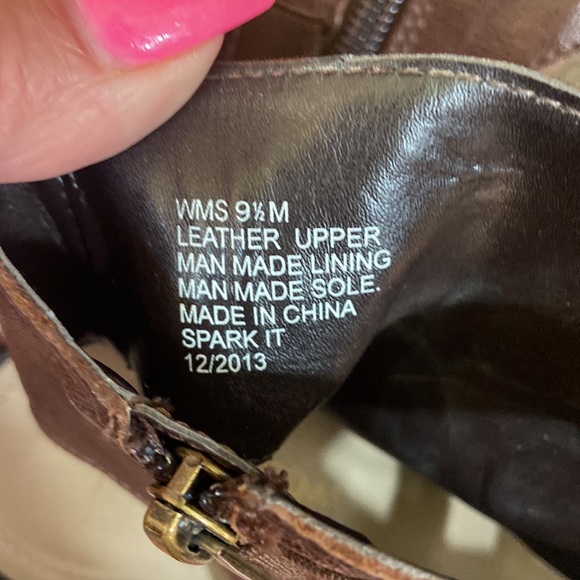 WMS 9½ M
LEATHER UPPER
MAN MADE LINING
MAN MADE SOLE.
MADE IN CHINA
SPARK IT
12/2013